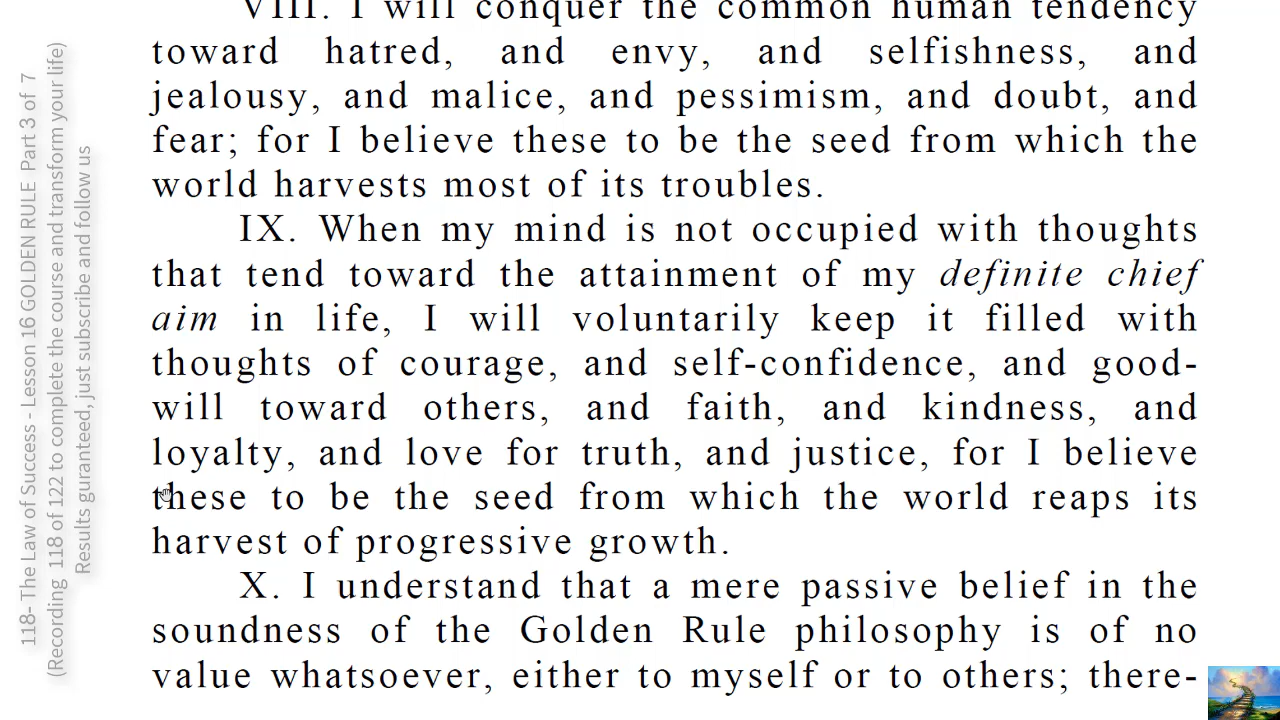 VIII. I will conquer the common human tendency
toward hatred, and envy, and selfishness, and
jealousy, and malice, and pessimism, and doubt, and
fear; for I believe these to be the seed from which the
world harvests most of its troubles.
IX. When my mind is not occupied with thoughts
that tend toward the attainment of my definite chief
aim in life, I will voluntarily keep it filled with
thoughts of courage, and self-confidence, and good-
will toward others, and faith, and kindness, and
loyalty, and love for truth, and justice, for I believe
these to be the seed from which the world reaps its
harvest of progressive growth.
X. I understand that a mere passive belief in the
soundness of the Golden Rule philosophy is of no
value whatsoever, either to myself or to others; there-
118- The Law of Success - Lesson 16 GOLDEN RULE Part 3 of 7
(Recording 118 of 122 to complete the course and transform your life)
Results guranteed, just subscribe and follow us